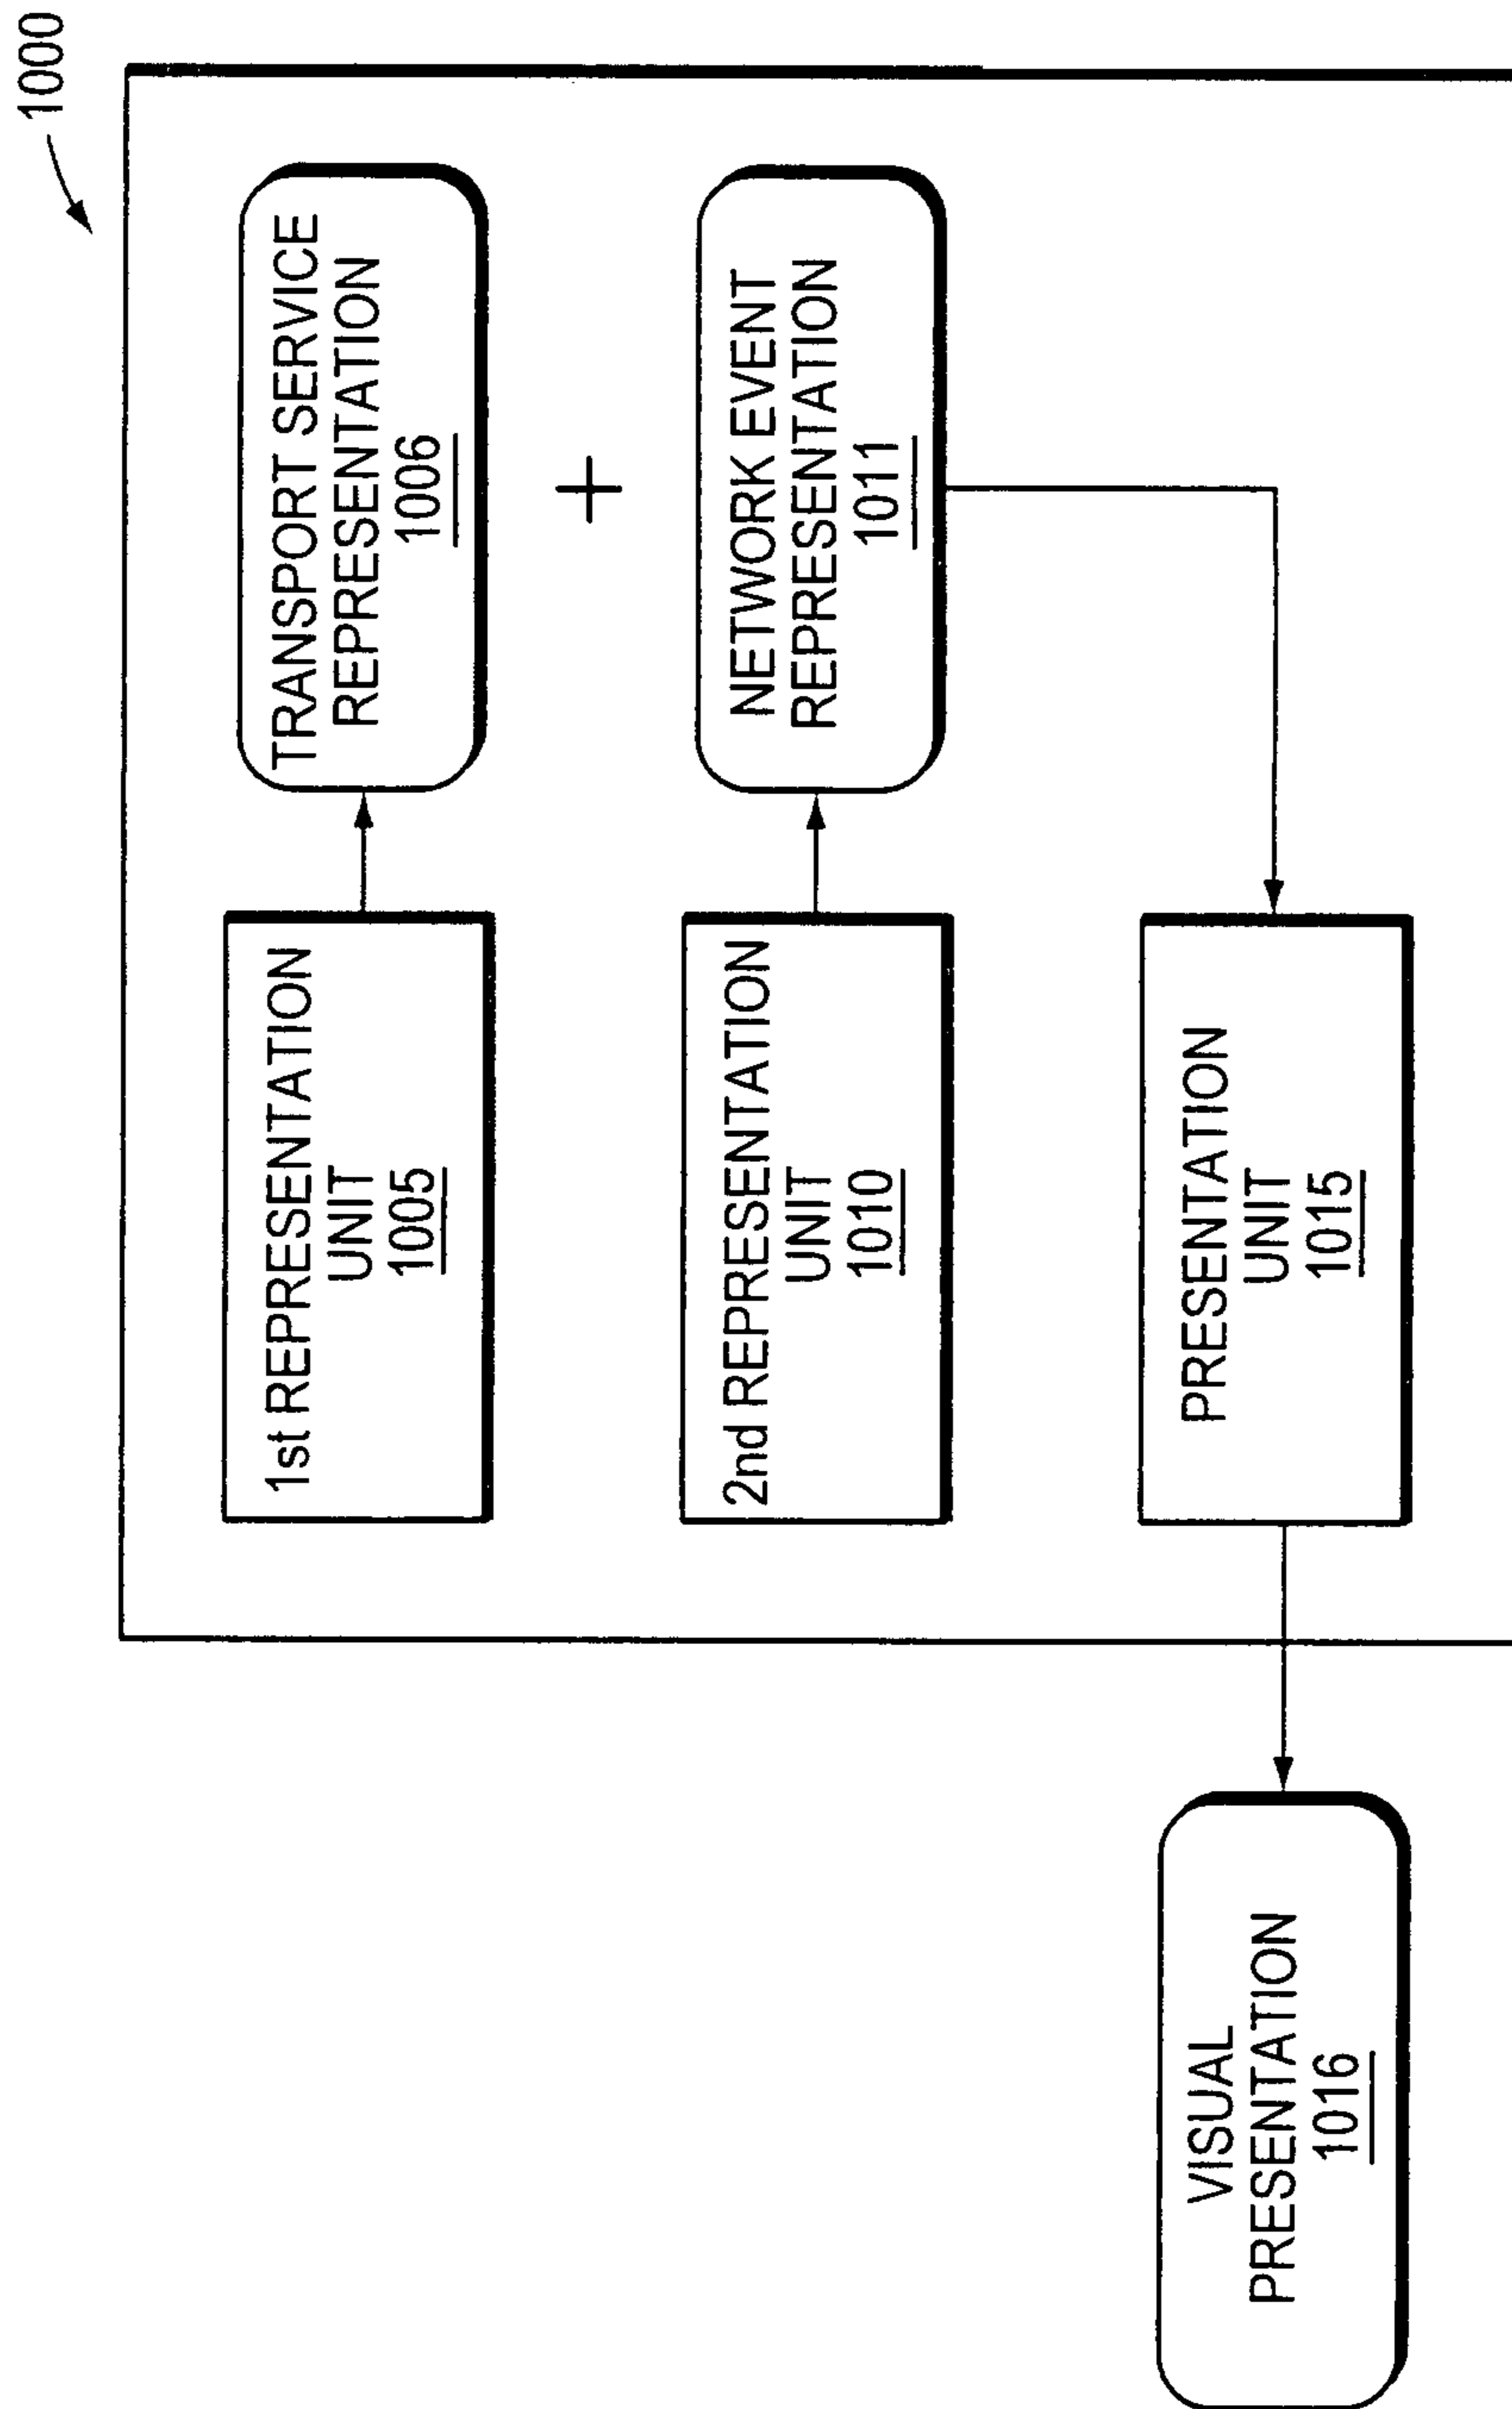 1000
1st REPRESENTATION
UNIT
1005
TRANSPORT SERVICE
REPRESENTATION
1006
+
2nd REPRESENTATION
UNIT
1010
NETWORK EVENT
REPRESENTATION
1011
VISUAL
PRESENTATION
1016
PRESENTATION
UNIT
1015